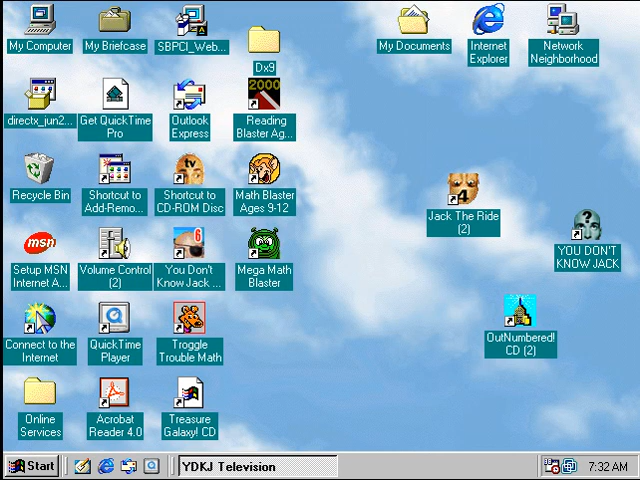 My Computer
My Briefcase
SBPCI_Web...
Dx9
My Documents
Internet
Explorer
Network
Neighborhood
directx_jun2...
Get QuickTime
Pro
Outlook
Express
2000
Reading
Blaster Ag...
Recycle Bin
Shortcut to
Add-Remo...
tv
Shortcut to
CD-ROM Disc
Math Blaster
Ages 9-12
4
Jack The Ride
(2)
?
YOU DON'T
KNOW JACK
msn
Setup MSN
Internet A...
Volume Control
(2)
6
You Don't
Know Jack ...
Mega Math
Blaster
Connect to the
Internet
QuickTime
Player
Troggle
Trouble Math
OutNumbered!
CD (2)
Online
Services
Acrobat
Reader 4.0
Treasure
Galaxy! CD
Start
YDKJ Television
7:32 AM